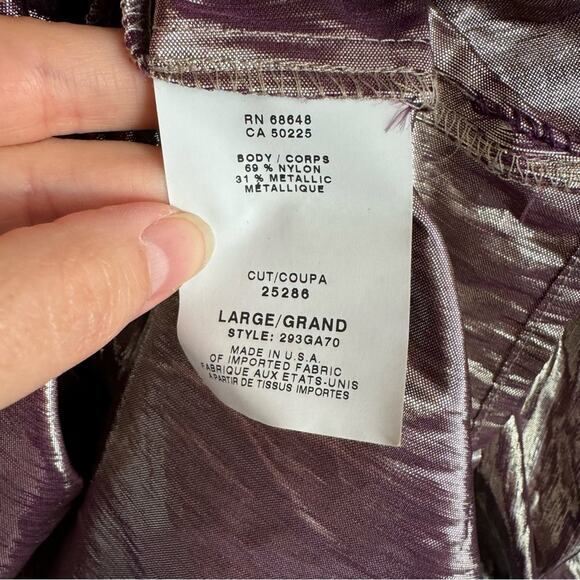 RN 68648
CA 50225
BODY / CORPS
69 % NYLON
31 % METALLIC
MÉTALLIQUE
CUT/COUPA
25286
LARGE/GRAND
STYLE: 293GA70
MADE IN U.S.A.
OF IMPORTED FABRIC
FABRIQUE AUX ETATS-UNIS
A PARTIR DE TISSUS IMPORTES